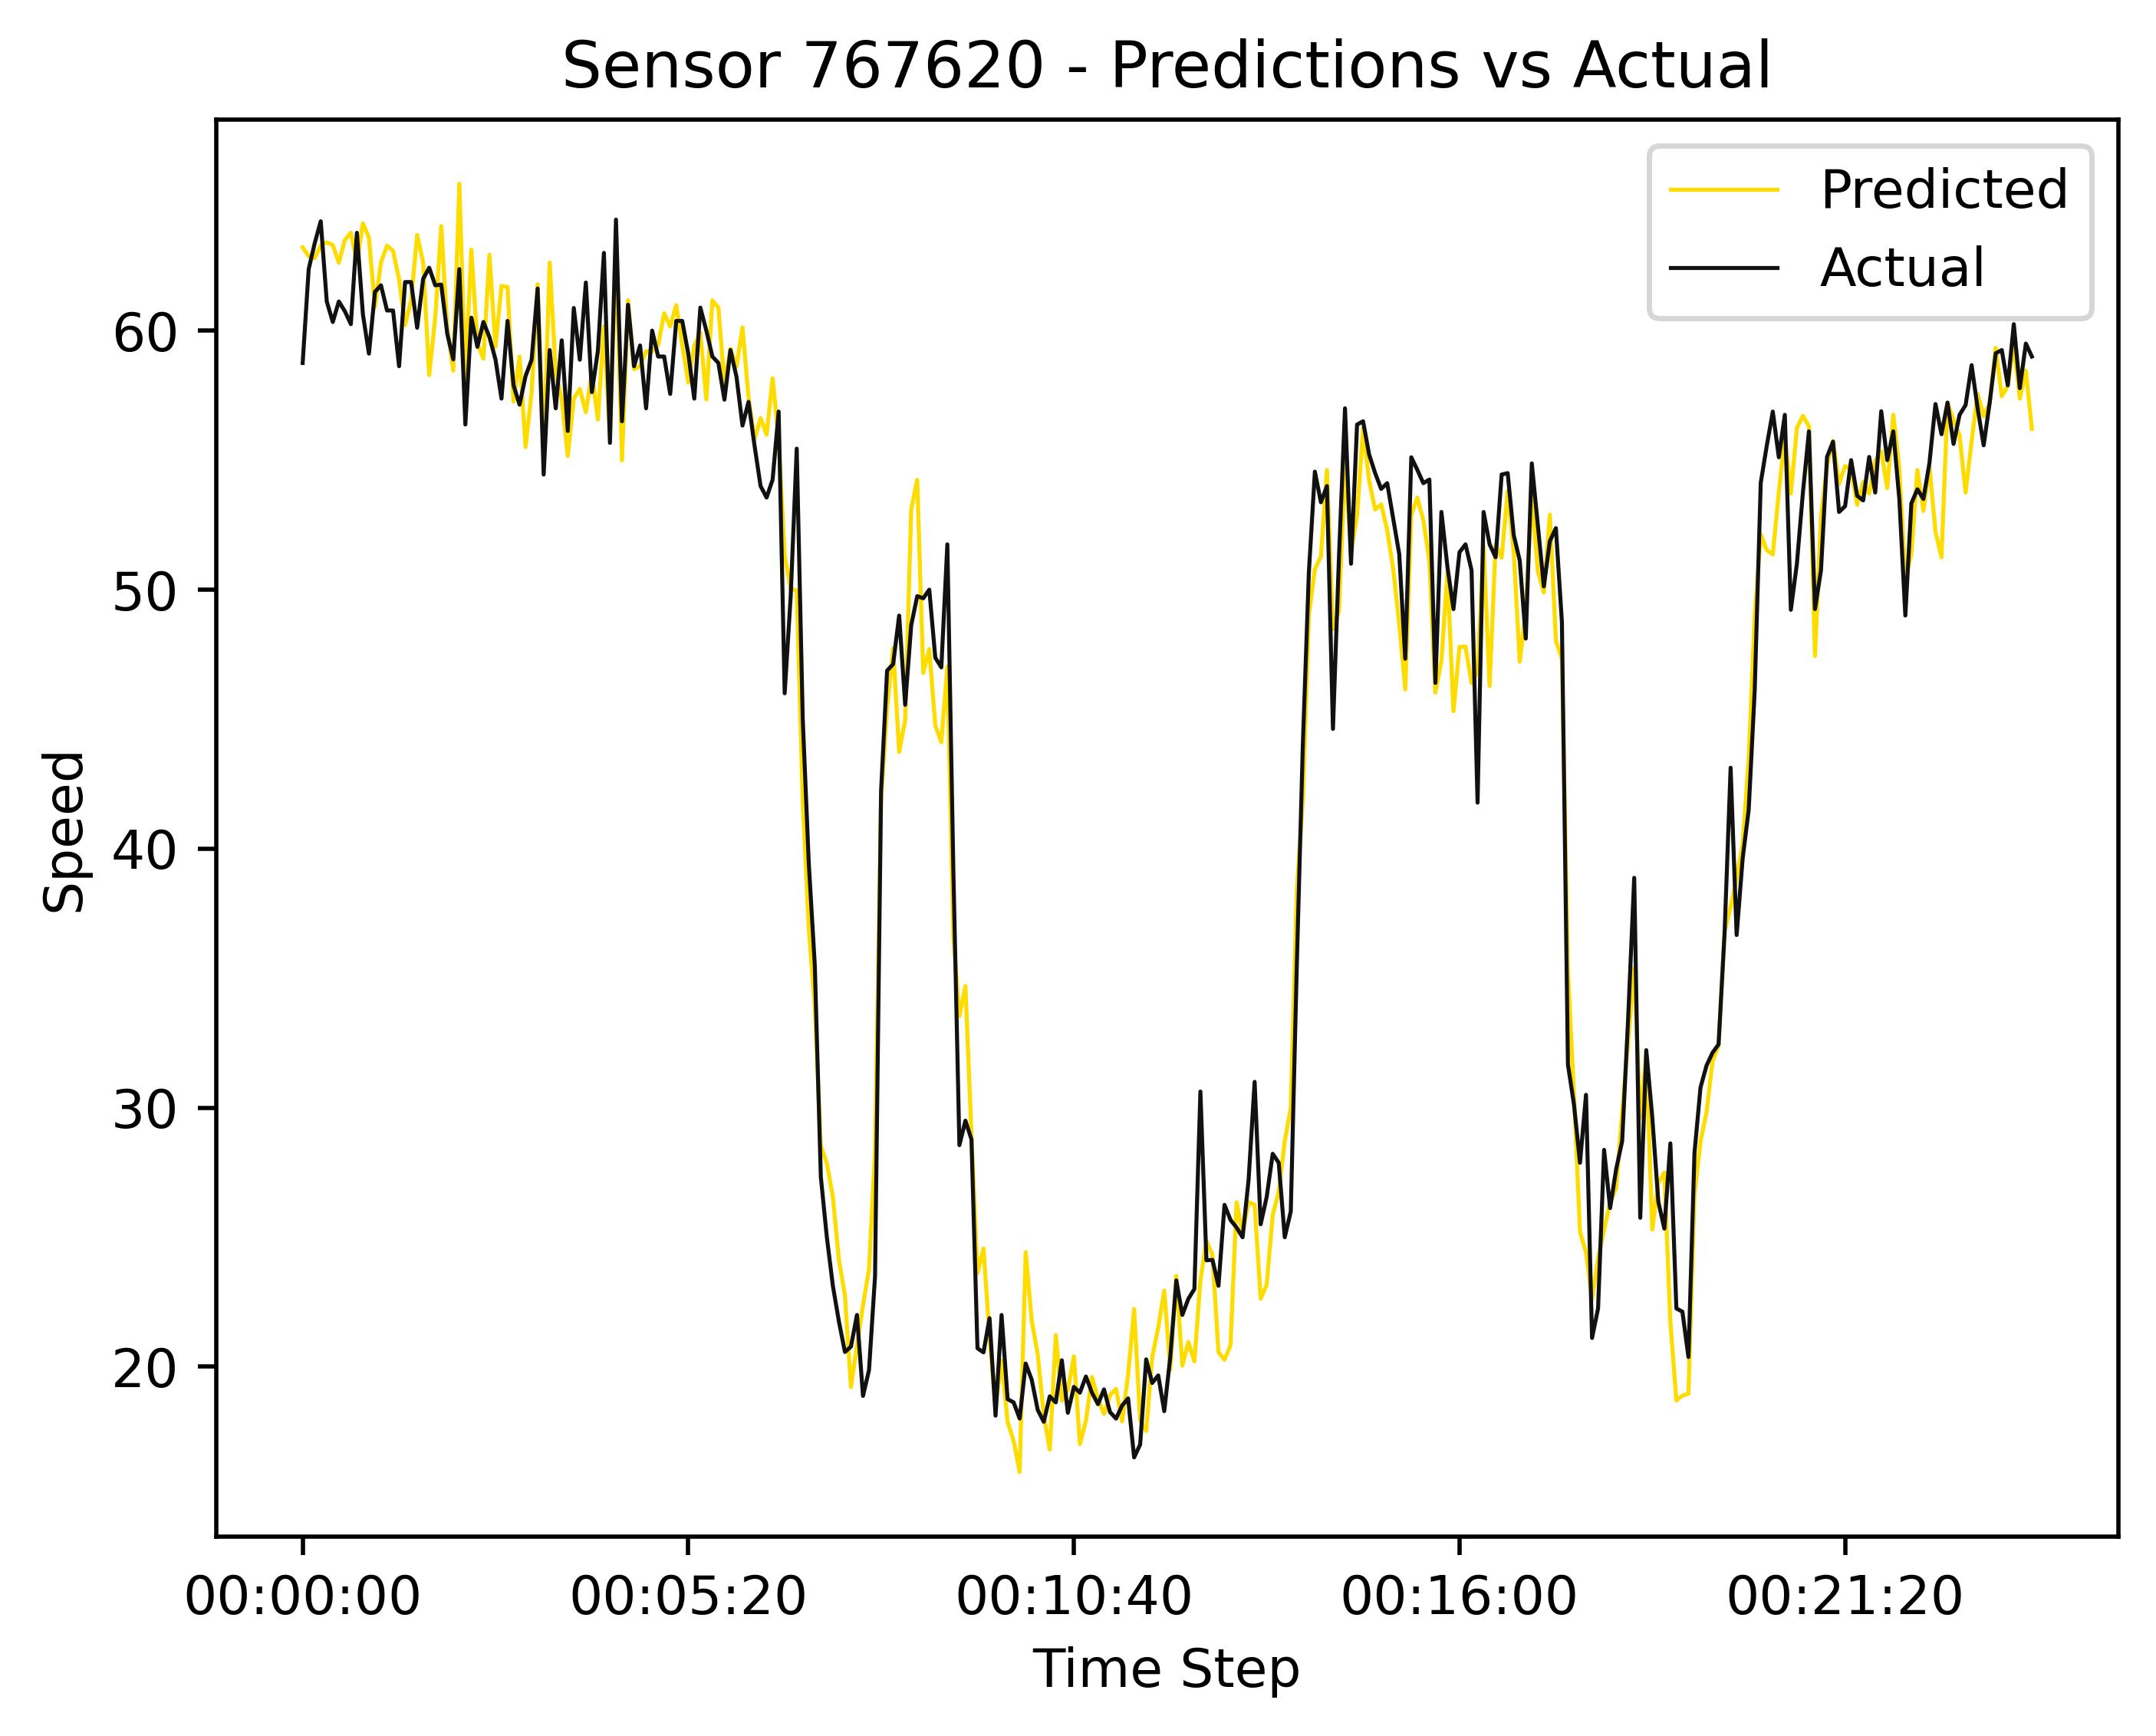 Sensor 767620 - Predictions vs Actual
Predicted
Actual
60
50
40
30
20
Speed
00:00:00 00:05:20 00:10:40 00:16:00 00:21:20
Time Step